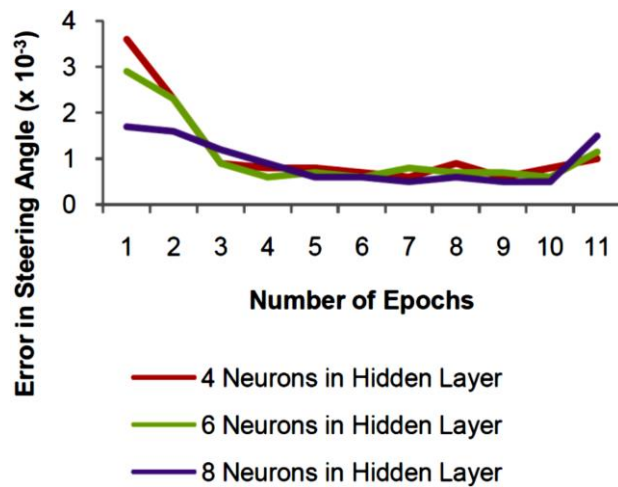 Error in Steering Angle (x 10⁻³)
4
3
2
1
0
1 2 3 4 5 6 7 8 9 10 11
Number of Epochs
4 Neurons in Hidden Layer
6 Neurons in Hidden Layer
8 Neurons in Hidden Layer